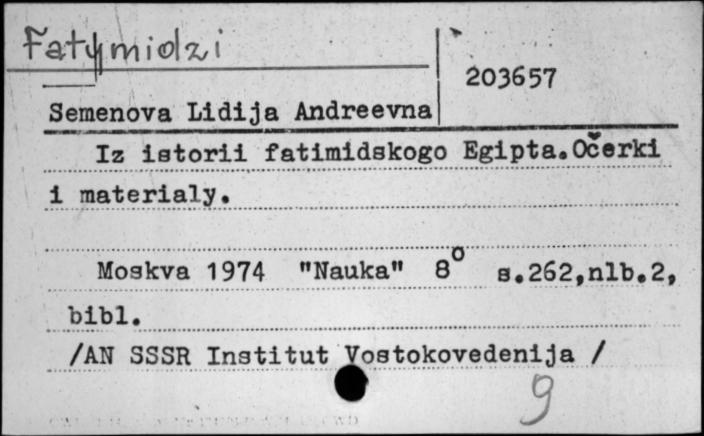 Fatymidzi
203657
Semenova Lidija Andreevna
Iz istorii fatimidskogo Egipta.Očerki
i materialy.
Moskva 1974 "Nauka" 8° s.262,nlb.2,
bibl.
/AN SSSR Institut Vostokovedenija /
9